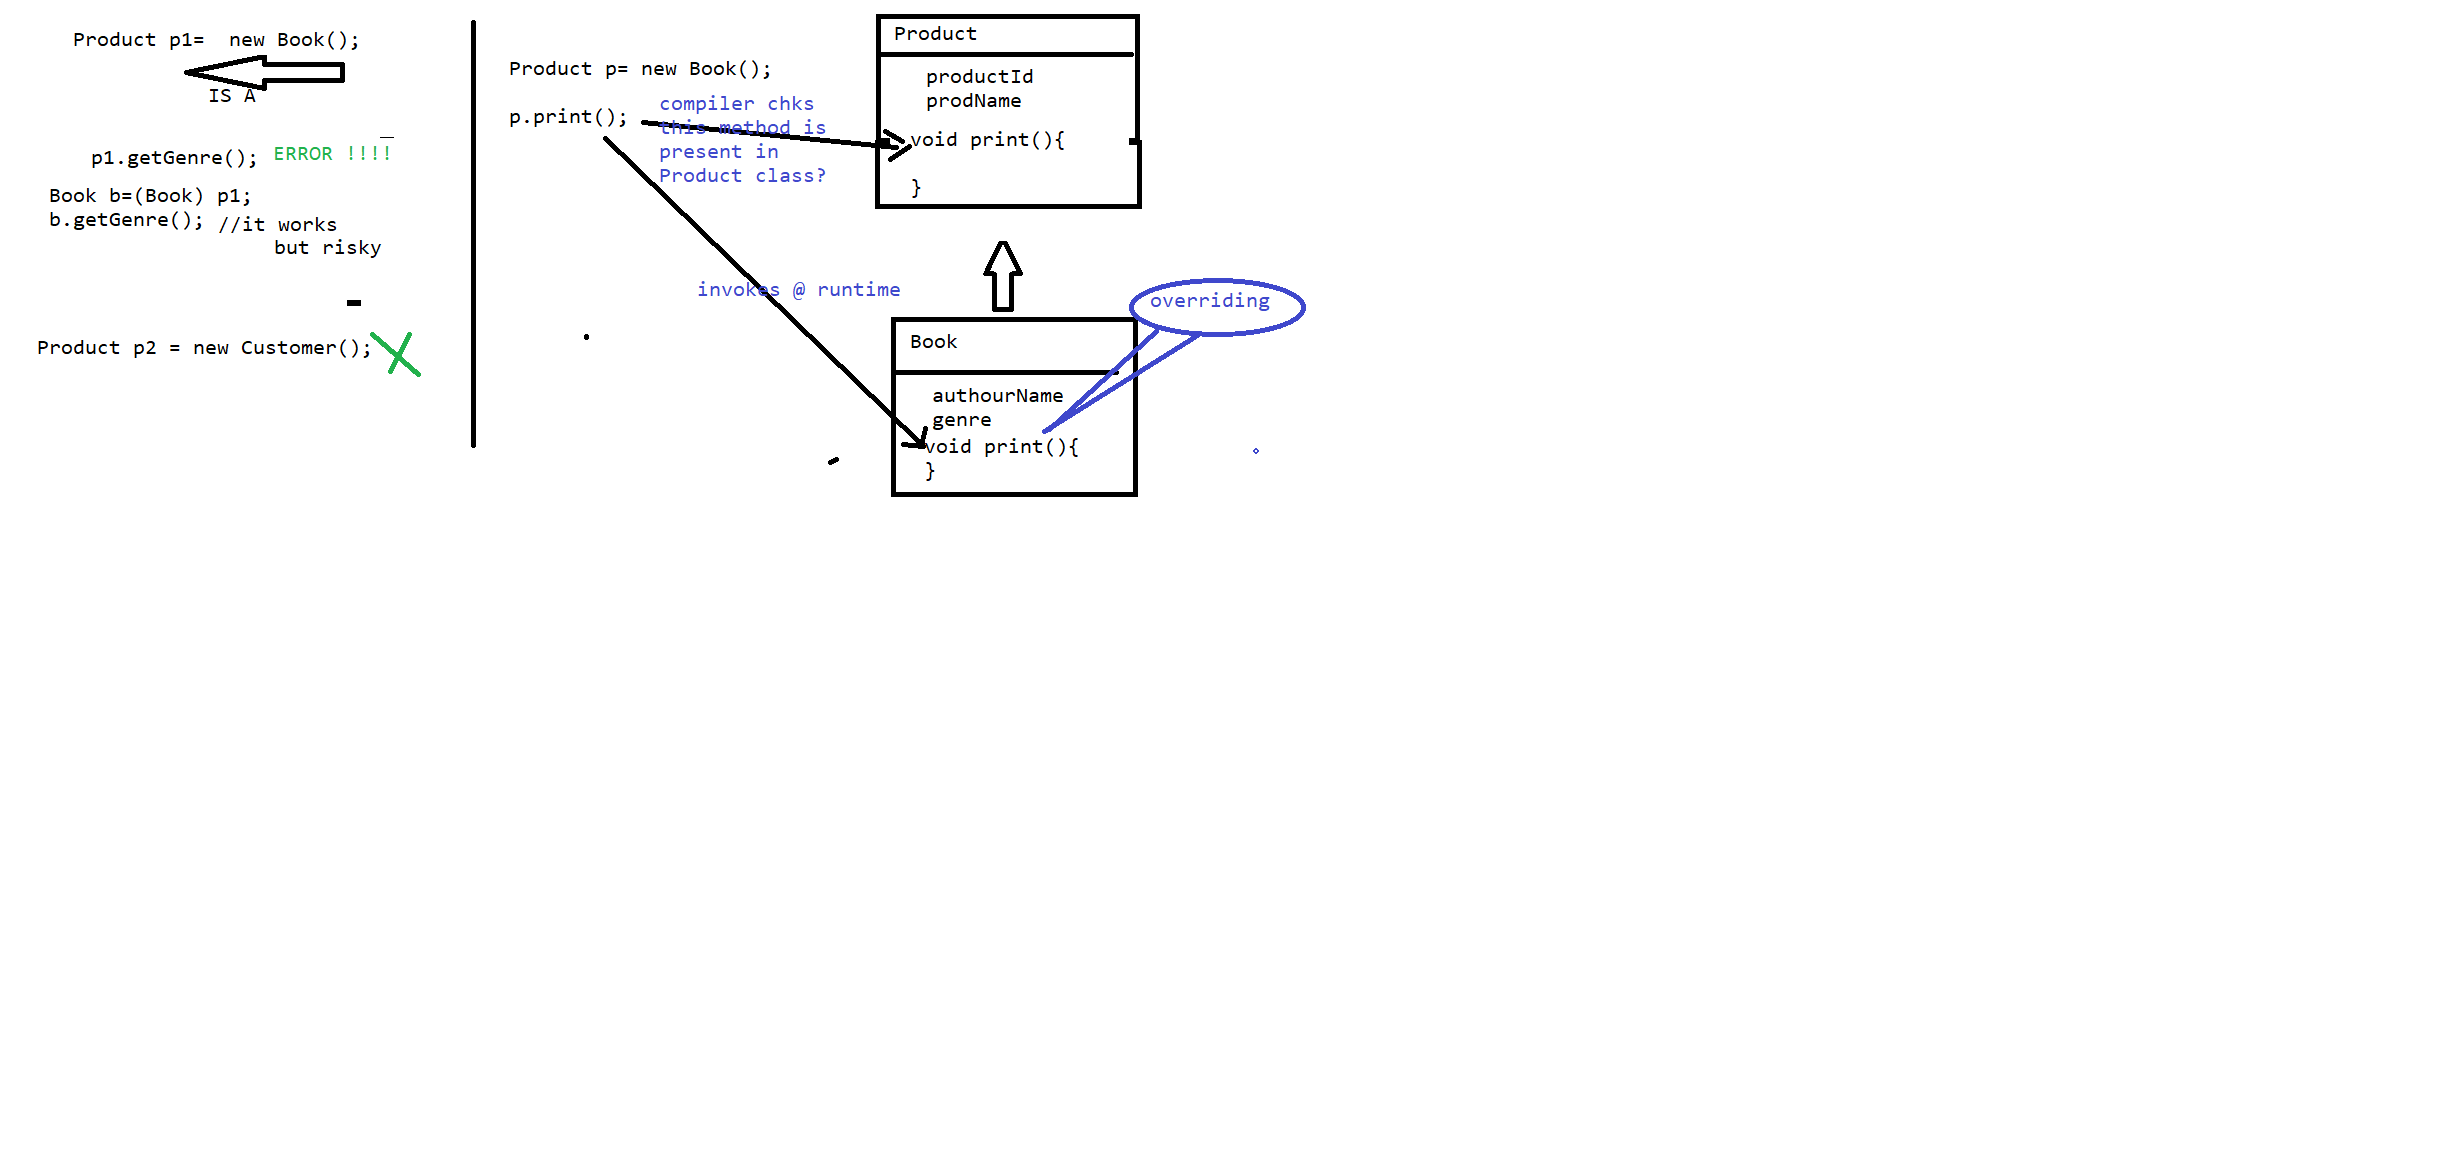 Product p1=  new Book();
IS A
p1.getGenre();
ERROR !!!!
Book b=(Book) p1;
b.getGenre(); //it works
but risky
Product p2 = new Customer();
Product p= new Book();
p.print();
compiler chks
this method is
present in
Product class?
invokes @ runtime
Product
productId
prodName
void print(){
}
overriding
Book
authourName
genre
void print(){
}